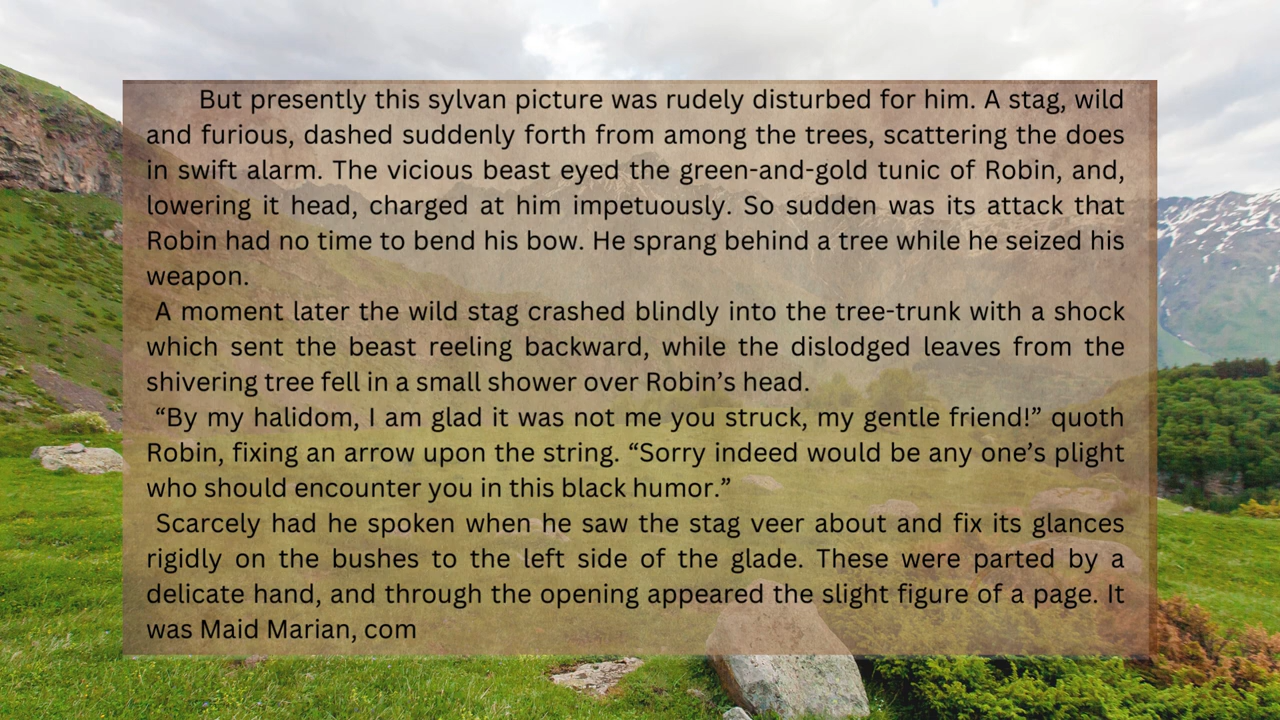 But presently this sylvan picture was rudely disturbed for him. A stag, wild
and furious, dashed suddenly forth from among the trees, scattering the does
in swift alarm. The vicious beast eyed the green-and-gold tunic of Robin, and,
lowering it head, charged at him impetuously. So sudden was its attack that
Robin had no time to bend his bow. He sprang behind a tree while he seized his
weapon.
A moment later the wild stag crashed blindly into the tree-trunk with a shock
which sent the beast reeling backward, while the dislodged leaves from the
shivering tree fell in a small shower over Robin’s head.
“By my halidom, I am glad it was not me you struck, my gentle friend!” quoth
Robin, fixing an arrow upon the string. “Sorry indeed would be any one’s plight
who should encounter you in this black humor.”
Scarcely had he spoken when he saw the stag veer about and fix its glances
rigidly on the bushes to the left side of the glade. These were parted by a
delicate hand, and through the opening appeared the slight figure of a page. It
was Maid Marian, com